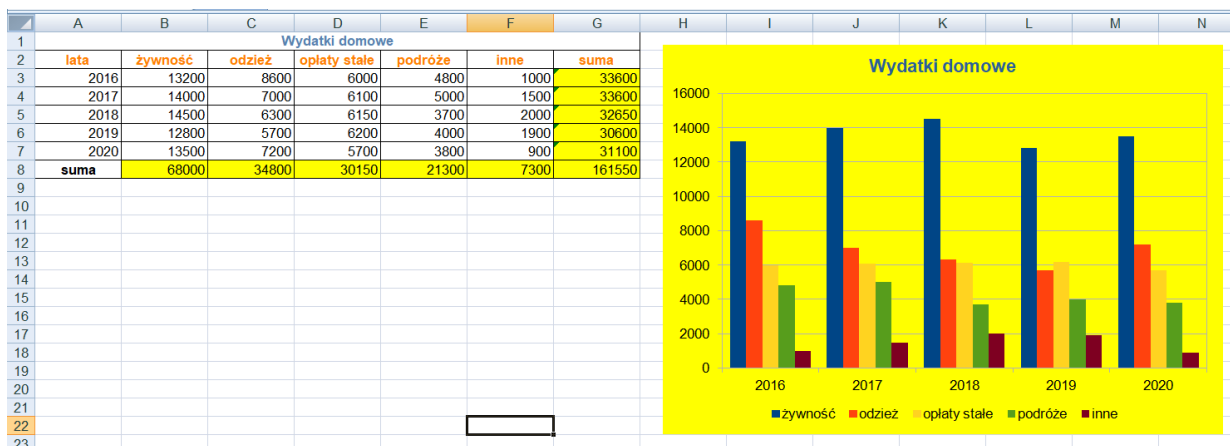 A B C D E F G H I J K L M N
1 Wydatki domowe
2 lata żywność odzież opłaty stałe podróże inne suma
3 2016 13200 8600 6000 4800 1000 33600
4 2017 14000 7000 6100 5000 1500 33600
5 2018 14500 6300 6150 3700 2000 32650
6 2019 12800 5700 6200 4000 1900 30600
7 2020 13500 7200 5700 3800 900 31100
8 suma 68000 34800 30150 21300 7300 161550
9
10
11
12
13
14
15
16
17
18
19
20
21
22
23
Wydatki domowe
16000
14000
12000
10000
8000
6000
4000
2000
0
2016 2017 2018 2019 2020
żywność odzież opłaty stałe podróże inne